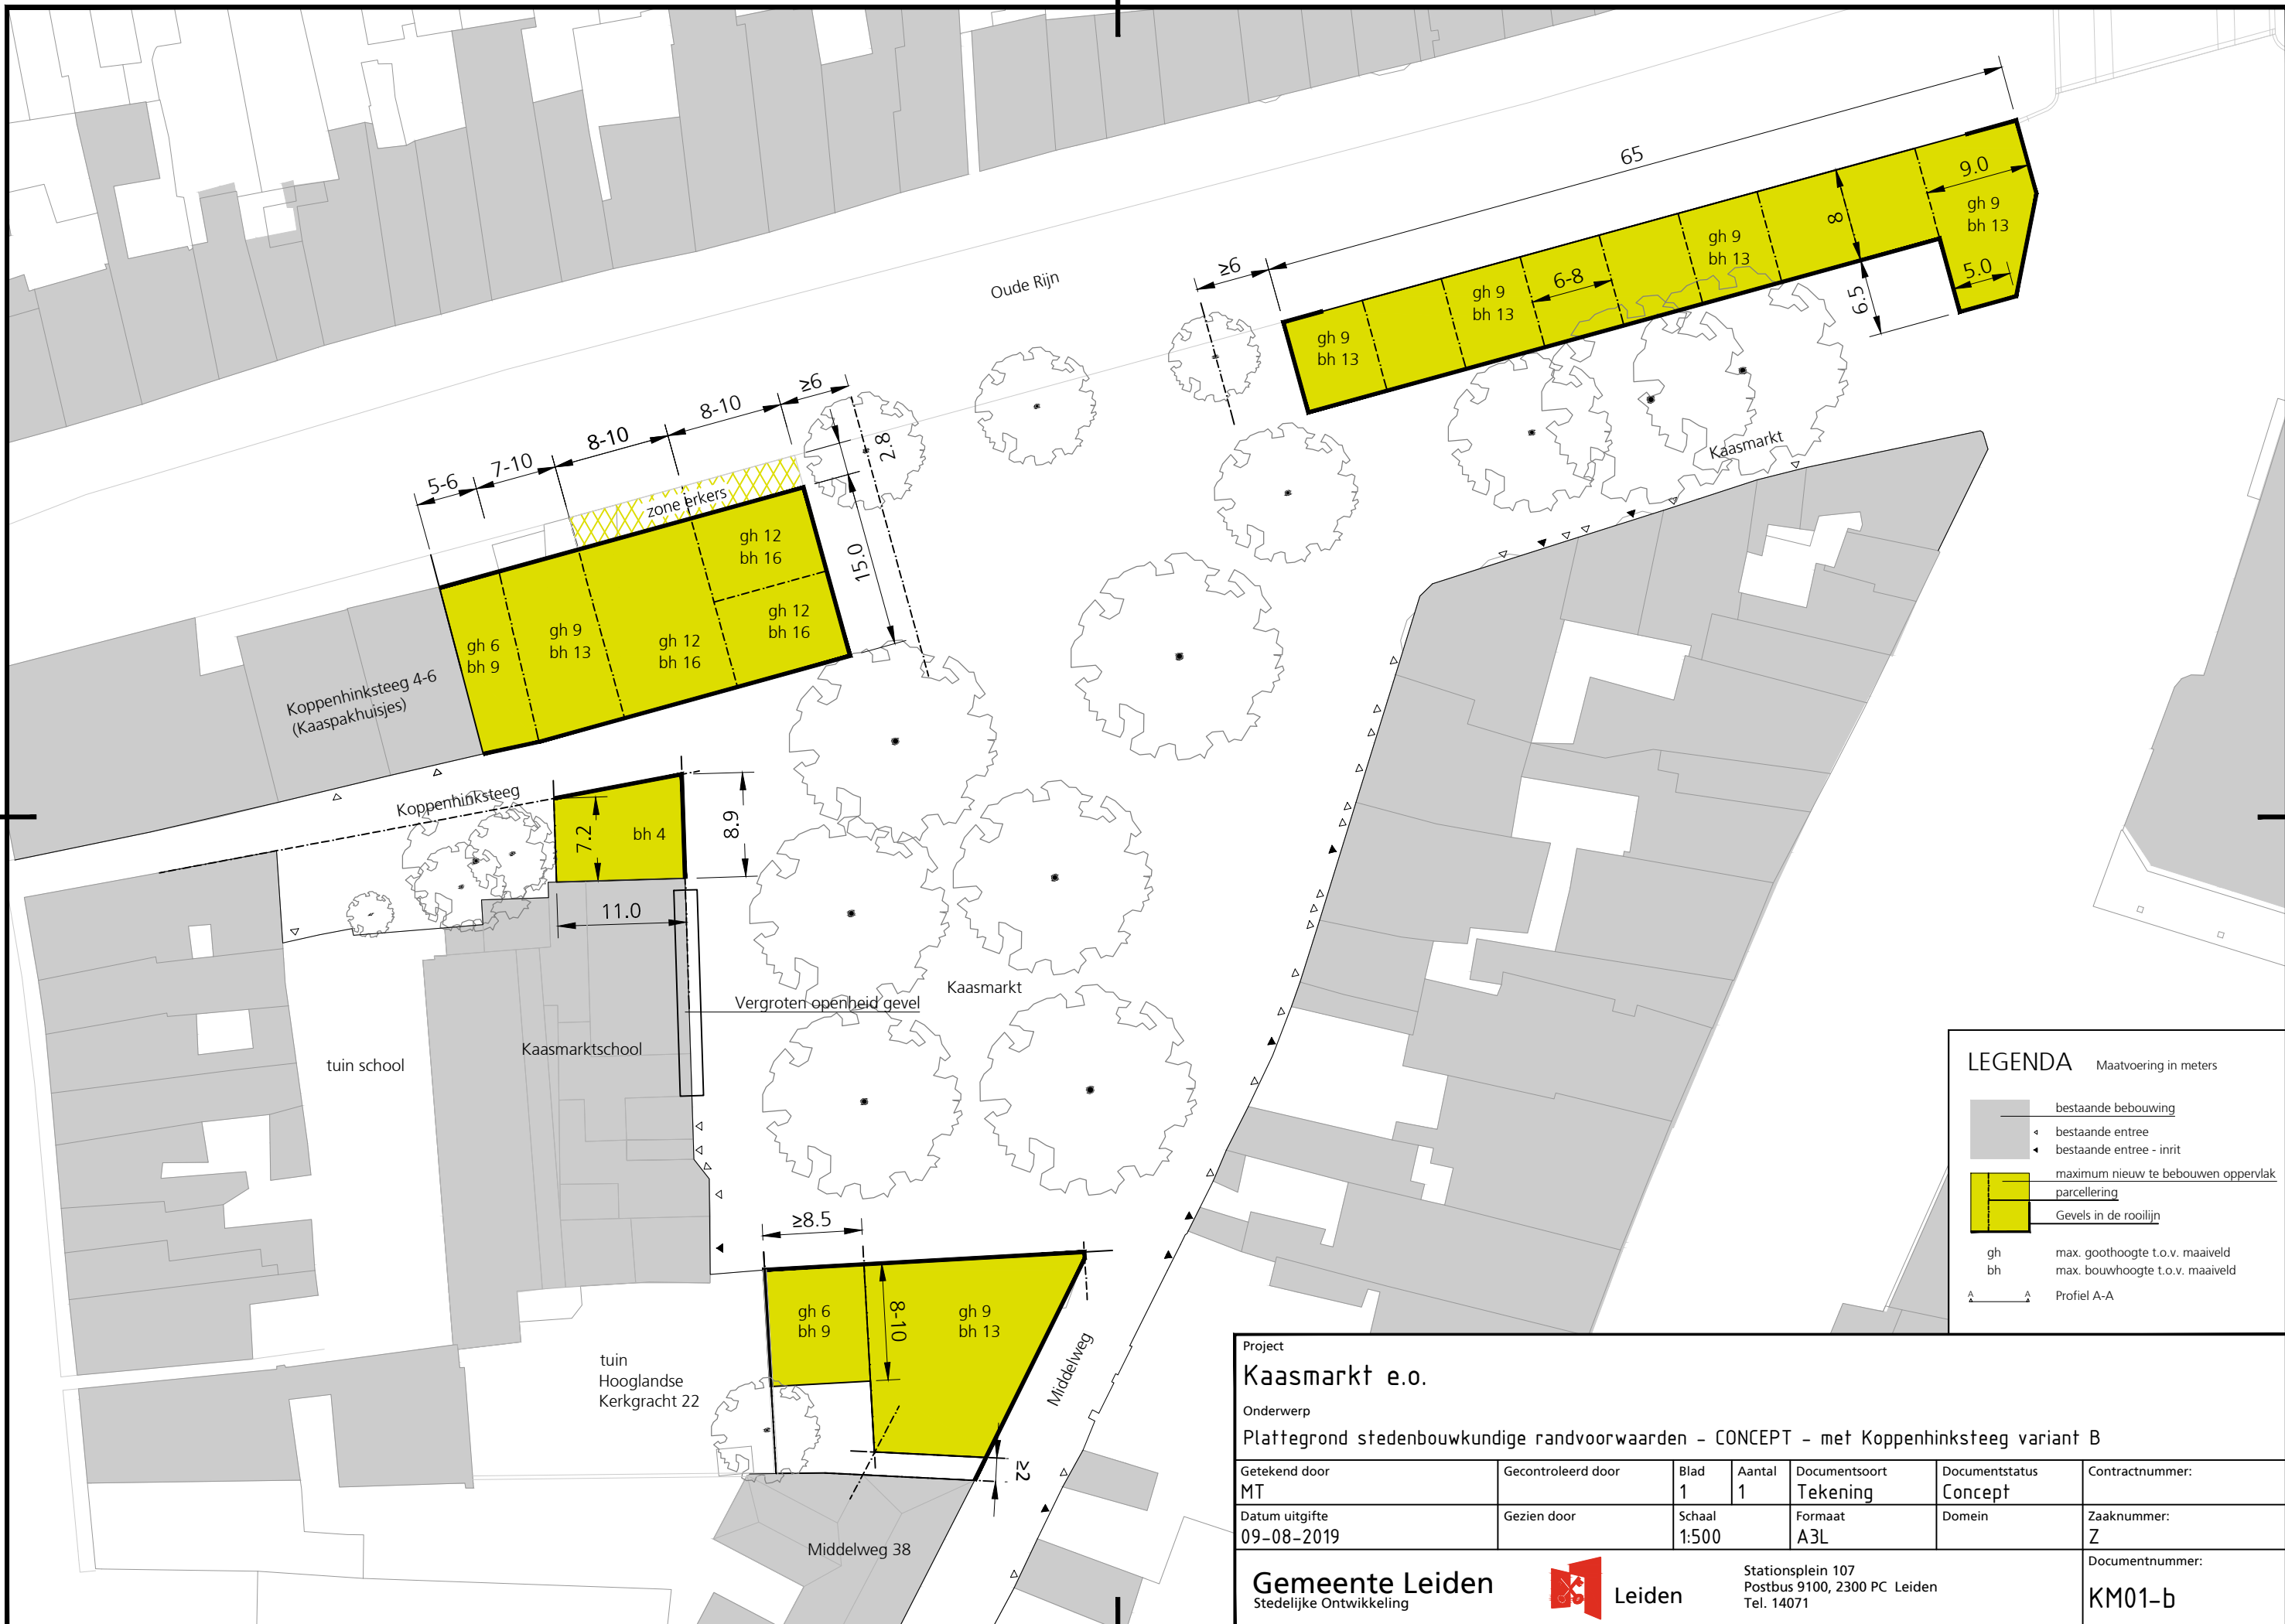 65
9.0
gh 9
bh 13
8
5.0
6.5
gh 9
bh 13
6-8
gh 9
bh 13
gh 9
bh 13
≥6
Oude Rijn
Kaasmarkt
≥6
8-10
8-10
7-10
5-6
2.8
zone erkers
15.0
gh 12
bh 16
gh 12
bh 16
gh 12
bh 16
gh 9
bh 13
gh 6
bh 9
Koppenhinksteeg 4-6
(Kaaspakhuisjes)
Koppenhinksteeg
7.2
bh 4
8.9
11.0
Vergroten openheid gevel
Kaasmarkt
Kaasmarktschool
tuin school
≥8.5
gh 6
bh 9
8-10
gh 9
bh 13
Middelweg
≥2
tuin
Hooglandse
Kerkgracht 22
Middelweg 38
LEGENDA Maatvoering in meters
bestaande bebouwing
bestaande entree
bestaande entree - inrit
maximum nieuw te bebouwen oppervlak
parcellering
Gevels in de rooilijn
gh max. goothoogte t.o.v. maaiveld
bh max. bouwhoogte t.o.v. maaiveld
A A Profiel A-A
Project
Kaasmarkt e.o.
Onderwerp
Plattegrond stedenbouwkundige randvoorwaarden - CONCEPT - met Koppenhinksteeg variant B
Getekend door Gecontroleerd door Blad Aantal Documentsoort Documentstatus Contractnummer:
MT 1 1 Tekening Concept
Datum uitgifte Gezien door Schaal Formaat Domein Zaaknummer:
09-08-2019 1:500 A3L Z
Gemeente Leiden
Stedelijke Ontwikkeling
Leiden
Stationsplein 107
Postbus 9100, 2300 PC Leiden
Tel. 14071
Documentnummer:
KM01-b